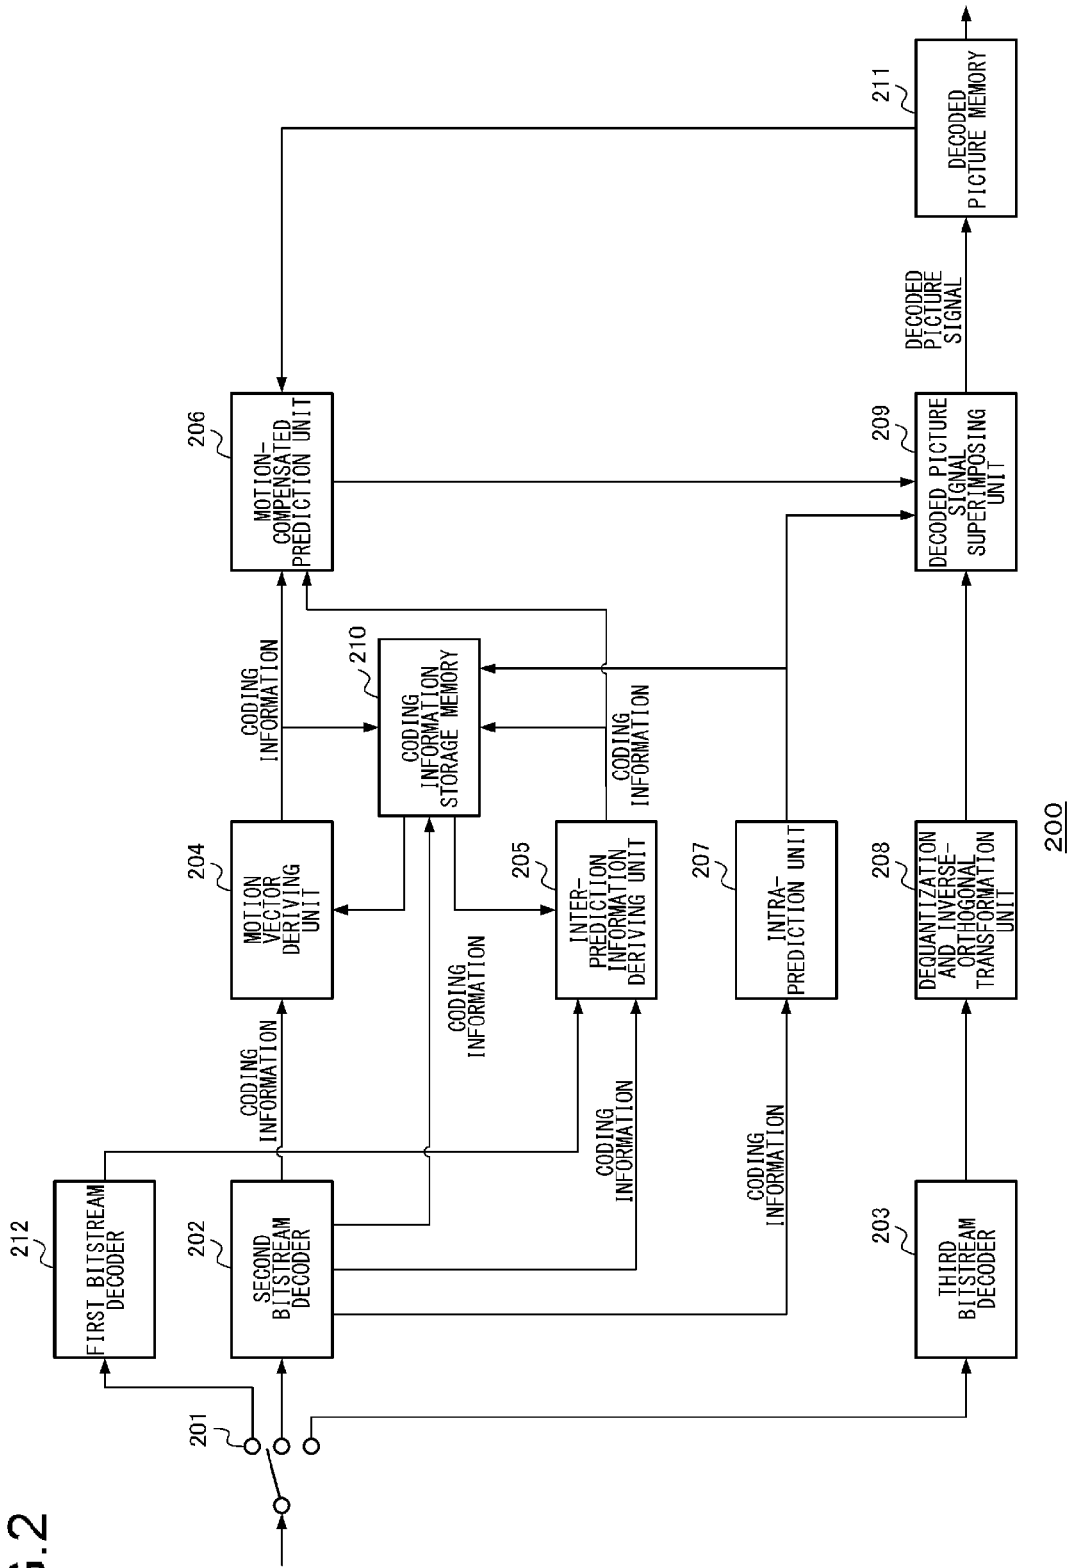 G.2
201
212
FIRST BITSTREAM
DECODER
202
SECOND
BITSTREAM
DECODER
203
THIRD
BITSTREAM
DECODER
CODING
INFORMATION
CODING
INFORMATION
CODING
INFORMATION
CODING
INFORMATION
204
MOTION
VECTOR
DERIVING
UNIT
205
INTER-
PREDICTION
INFORMATION
DERIVING UNIT
207
INTRA-
PREDICTION UNIT
208
DEQUANTIZATION
AND INVERSE-
ORTHOGONAL
TRANSFORMATION
UNIT
CODING
INFORMATION
210
CODING
INFORMATION
STORAGE MEMORY
CODING
INFORMATION
206
MOTION-
COMPENSATED
PREDICTION UNIT
209
DECODED PICTURE
SIGNAL
SUPERIMPOSING
UNIT
DECODED
PICTURE
SIGNAL
211
DECODED
PICTURE MEMORY
200